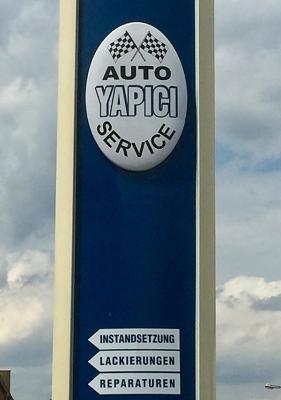 AUTO
YAPICI
SERVICE
INSTANDSETZUNG
LACKIERUNGEN
REPARATUREN